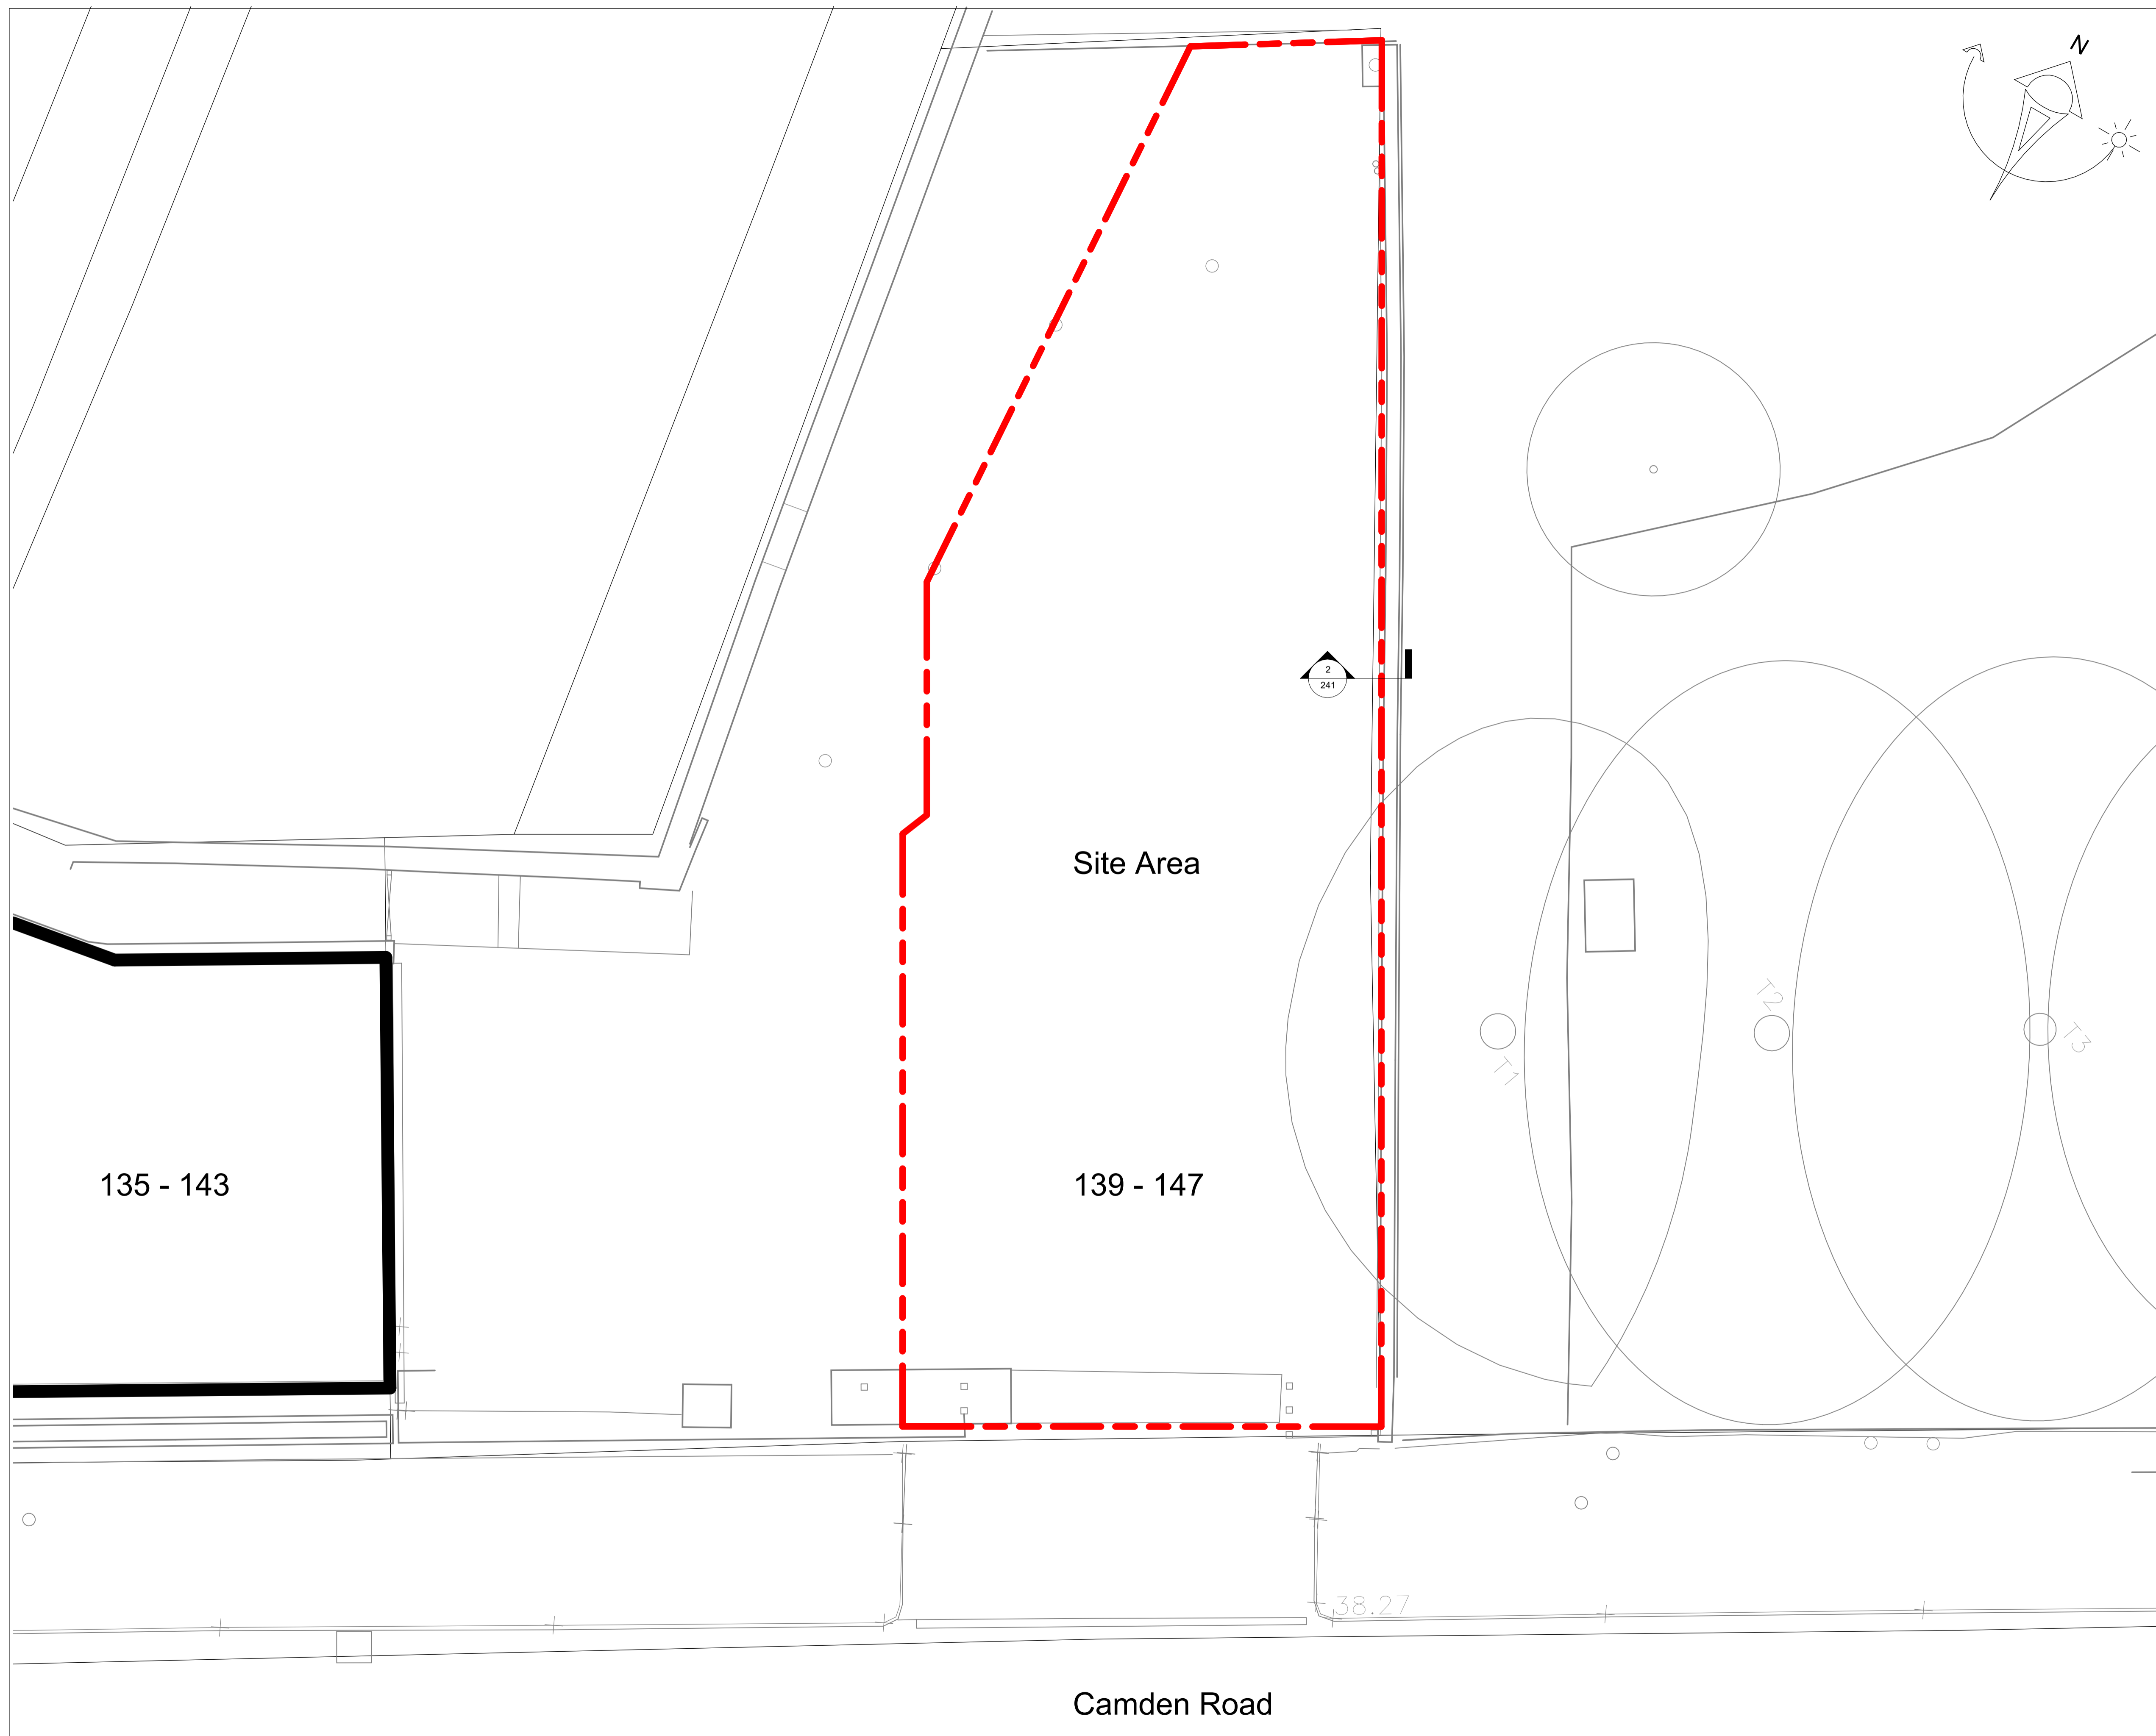 N
2
241
Site Area
T2
T3
T1
135 - 143
139 - 147
38.27
Camden Road